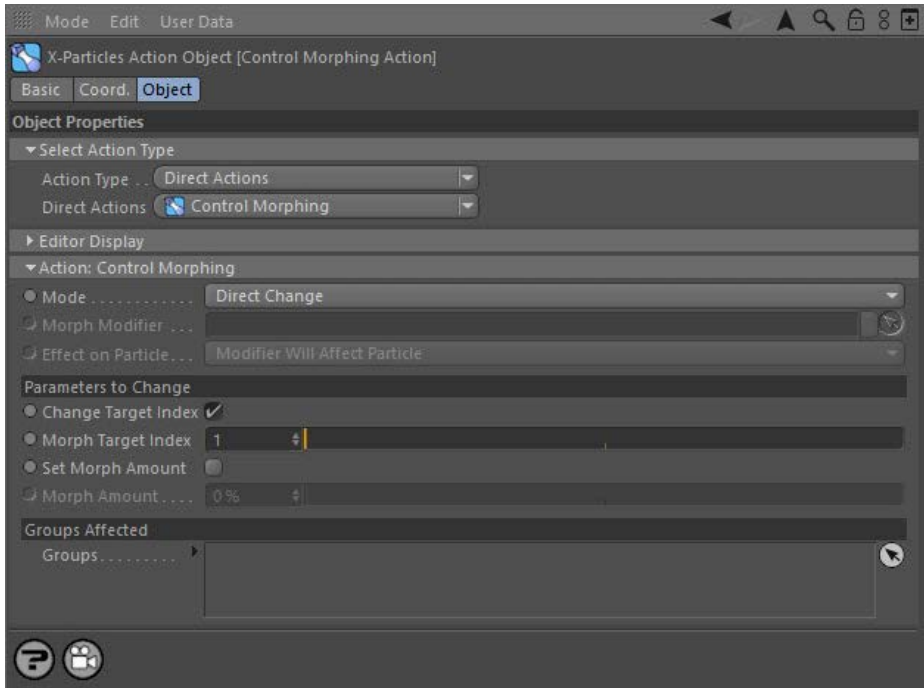 Mode Edit User Data
X-Particles Action Object [Control Morphing Action]
Basic Coord. Object
Object Properties
Select Action Type
Action Type . . Direct Actions
Direct Actions Control Morphing
Editor Display
Action: Control Morphing
Mode . . . . . . . . . . . . Direct Change
Morph Modifier . . .
Effect on Particle. . . Modifier Will Affect Particle
Parameters to Change
Change Target Index
Morph Target Index 1
Set Morph Amount
Morph Amount. . . . 0 %
Groups Affected
Groups. . . . . . . . .